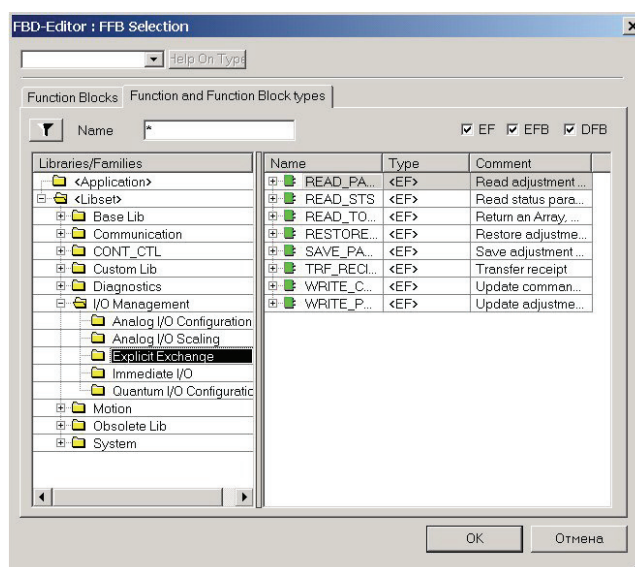 FBD-Editor : FFB Selection
Help On Type
Function Blocks Function and Function Block types
Name * EF EFB DFB
Libraries/Families Name Type Comment
<Application> READ_PA... <EF> Read adjustment ...
<Libset> READ_STS <EF> Read status para...
Base Lib READ_TO... <EF> Return an Array, ...
Communication RESTORE... <EF> Restore adjustme...
CONT_CTL SAVE_PA... <EF> Save adjustment ...
Custom Lib TRF_RECI... <EF> Transfer receipt
Diagnostics WRITE_C... <EF> Update comman...
I/O Management WRITE_P... <EF> Update adjustme...
Analog I/O Configuration
Analog I/O Scaling
Explicit Exchange
Immediate I/O
Quantum I/O Configuratic
Motion
Obsolete Lib
System
OK Отмена